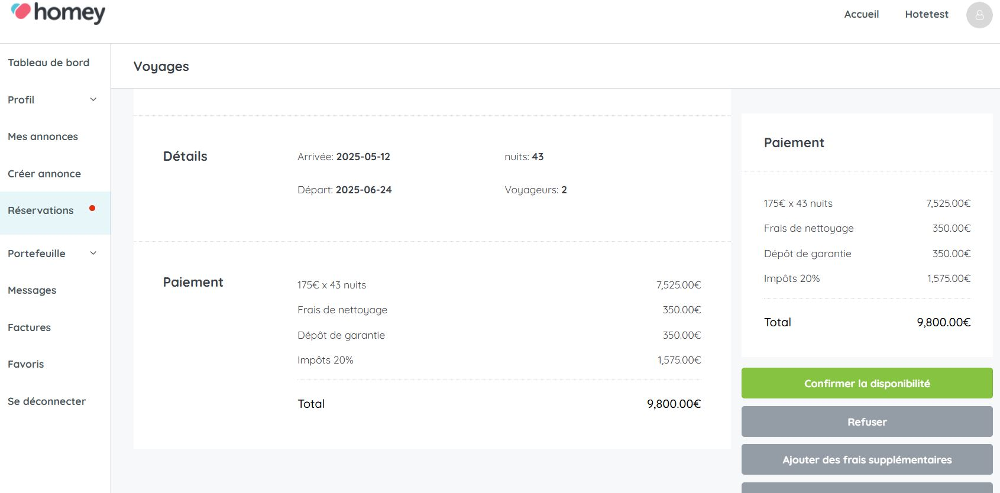 homey
Accueil
Hotetest
Tableau de bord
Profil
Mes annonces
Créer annonce
Réservations
Portefeuille
Messages
Factures
Favoris
Se déconnecter
Voyages
Détails
Arrivée: 2025-05-12
nuits: 43
Départ: 2025-06-24
Voyageurs: 2
Paiement
175€ x 43 nuits 7,525.00€
Frais de nettoyage 350.00€
Dépôt de garantie 350.00€
Impôts 20% 1,575.00€
Total 9,800.00€
Paiement
175€ x 43 nuits 7,525.00€
Frais de nettoyage 350.00€
Dépôt de garantie 350.00€
Impôts 20% 1,575.00€
Total 9,800.00€
Confirmer la disponibilité
Refuser
Ajouter des frais supplémentaires